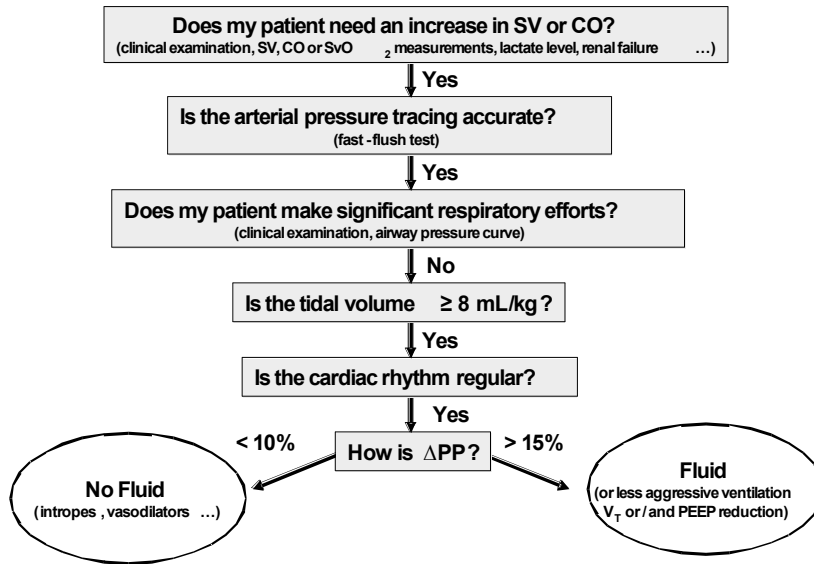 Does my patient need an increase in SV or CO?
(clinical examination, SV, CO or SvO 2 measurements, lactate level, renal failure …)
Yes
Is the arterial pressure tracing accurate?
(fast -flush test)
Yes
Does my patient make significant respiratory efforts?
(clinical examination, airway pressure curve)
No
Is the tidal volume ≥ 8 mL/kg ?
Yes
Is the cardiac rhythm regular?
Yes
< 10%
How is ΔPP?
> 15%
No Fluid
(intropes , vasodilators …)
Fluid
(or less aggressive ventilation
VT or / and PEEP reduction)